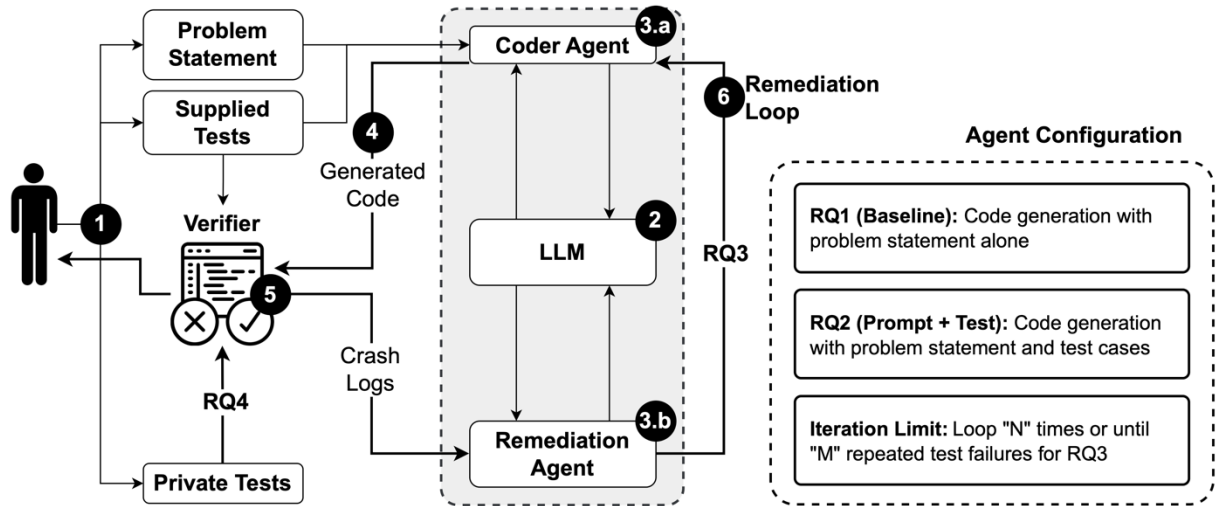 Problem
Statement
Supplied
Tests
1
Verifier
5
RQ4
Private Tests
4
Generated
Code
Crash
Logs
3.a
Coder Agent
2
LLM
3.b
Remediation
Agent
6
Remediation
Loop
RQ3
Agent Configuration
RQ1 (Baseline): Code generation with
problem statement alone
RQ2 (Prompt + Test): Code generation
with problem statement and test cases
Iteration Limit: Loop "N" times or until
"M" repeated test failures for RQ3